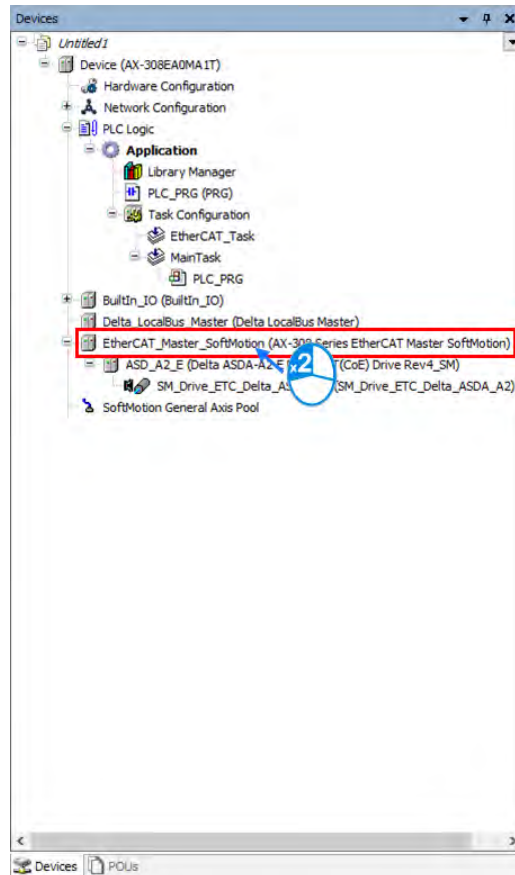 Devices
Untitled1
Device (AX-308EA0MA1T)
Hardware Configuration
Network Configuration
PLC Logic
Application
Library Manager
PLC_PRG (PRG)
Task Configuration
EtherCAT_Task
MainTask
PLC_PRG
BuiltIn_IO (BuiltIn_IO)
Delta_LocalBus_Master (Delta LocalBus Master)
EtherCAT_Master_SoftMotion (AX-308 Series EtherCAT Master SoftMotion)
ASD_A2_E (Delta ASDA-A2-E (CoE) Drive Rev4_SM)
x2
SM_Drive_ETC_Delta_AS (SM_Drive_ETC_Delta_ASDA_A2)
SoftMotion General Axis Pool
Devices POUs